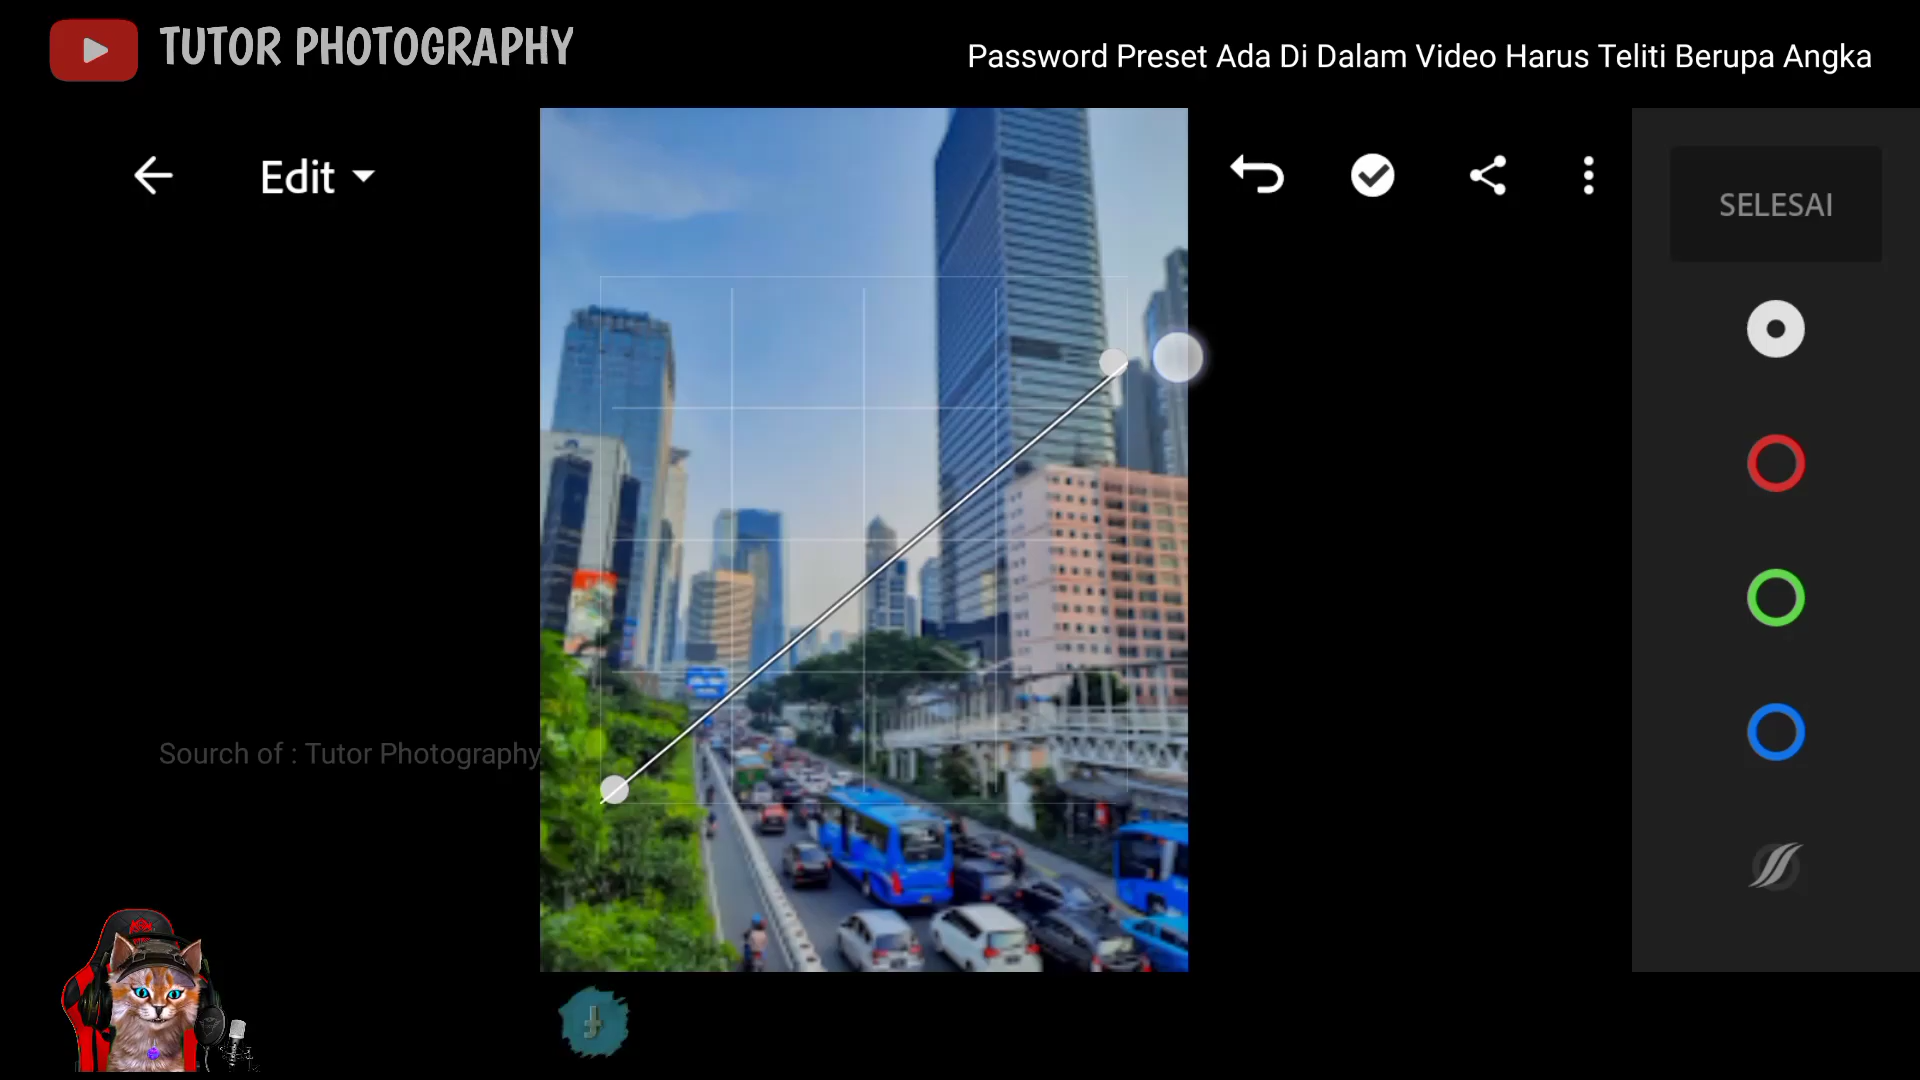 TUTOR PHOTOGRAPHY
Password Preset Ada Di Dalam Video Harus Teliti Berupa Angka
Edit
SELESAI
Sourch of : Tutor Photography